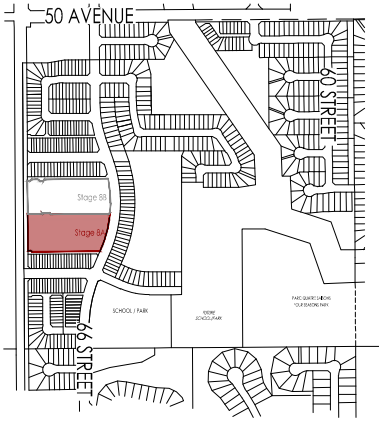 50 AVENUE
60 STREET
Stage 8B
Stage 8A
SCHOOL / PARK
FUTURE
SCHOOL/PARK
PARC QUATRE SAISONS
FOUR SEASONS PARK
66 STREET